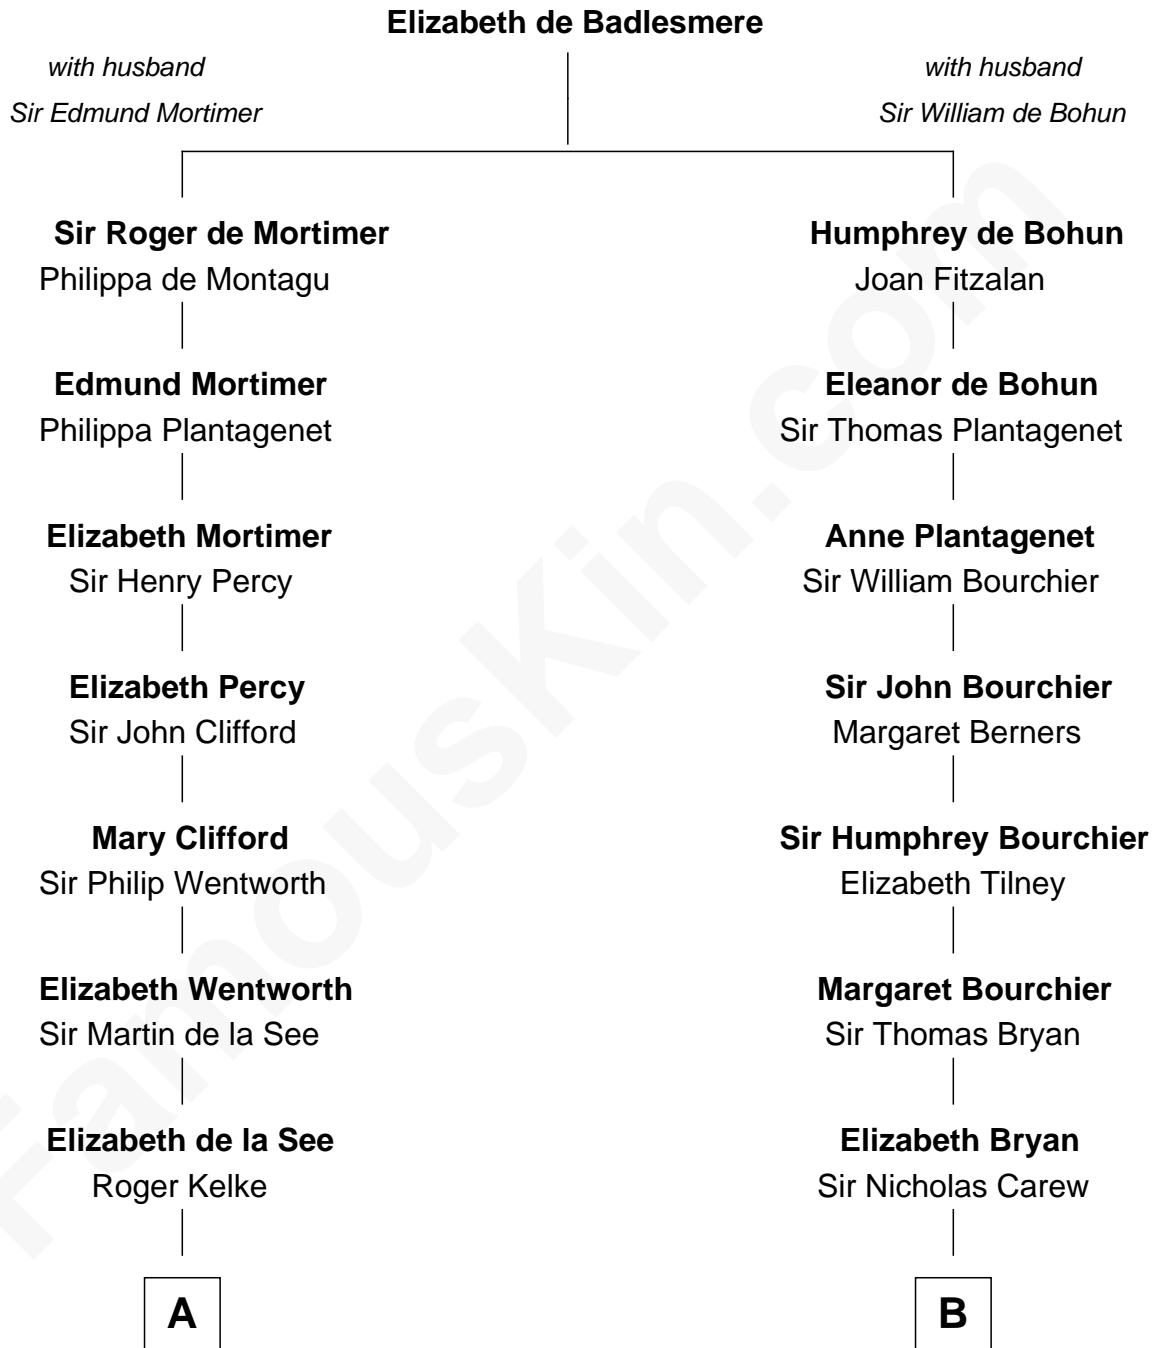 Elizabeth de Badlesmere
with husband
Sir Edmund Mortimer
with husband
Sir William de Bohun
Sir Roger de Mortimer
Philippa de Montagu
Humphrey de Bohun
Joan Fitzalan
Edmund Mortimer
Philippa Plantagenet
Eleanor de Bohun
Sir Thomas Plantagenet
Elizabeth Mortimer
Sir Henry Percy
Anne Plantagenet
Sir William Bourchier
Elizabeth Percy
Sir John Clifford
Sir John Bourchier
Margaret Berners
Mary Clifford
Sir Philip Wentworth
Sir Humphrey Bourchier
Elizabeth Tilney
Elizabeth Wentworth
Sir Martin de la See
Margaret Bourchier
Sir Thomas Bryan
Elizabeth de la See
Roger Kelke
Elizabeth Bryan
Sir Nicholas Carew
A
B
FamousKin.com